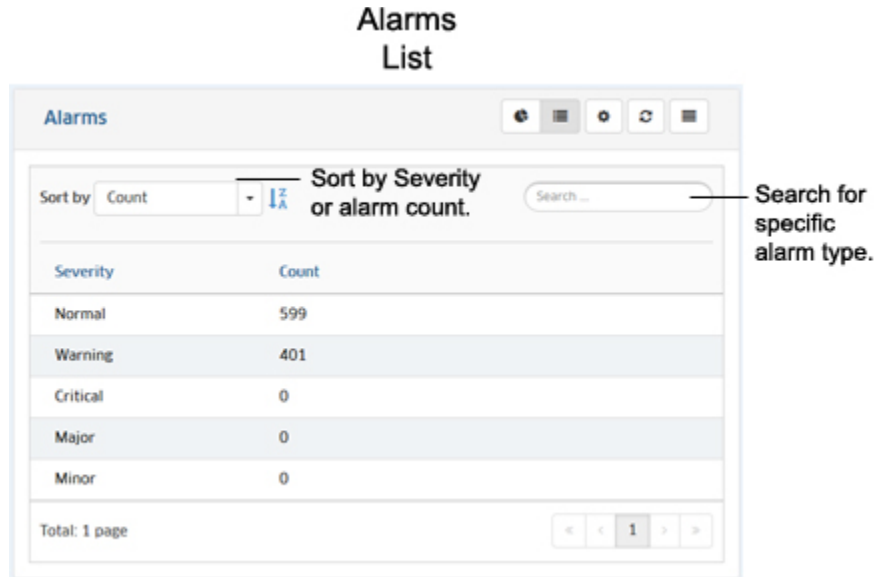 Alarms
List
Alarms
Sort by Count
Z
A
Sort by Severity
or alarm count.
Search ...
Search for
specific
alarm type.
Severity Count
Normal 599
Warning 401
Critical 0
Major 0
Minor 0
Total: 1 page « < 1 > »